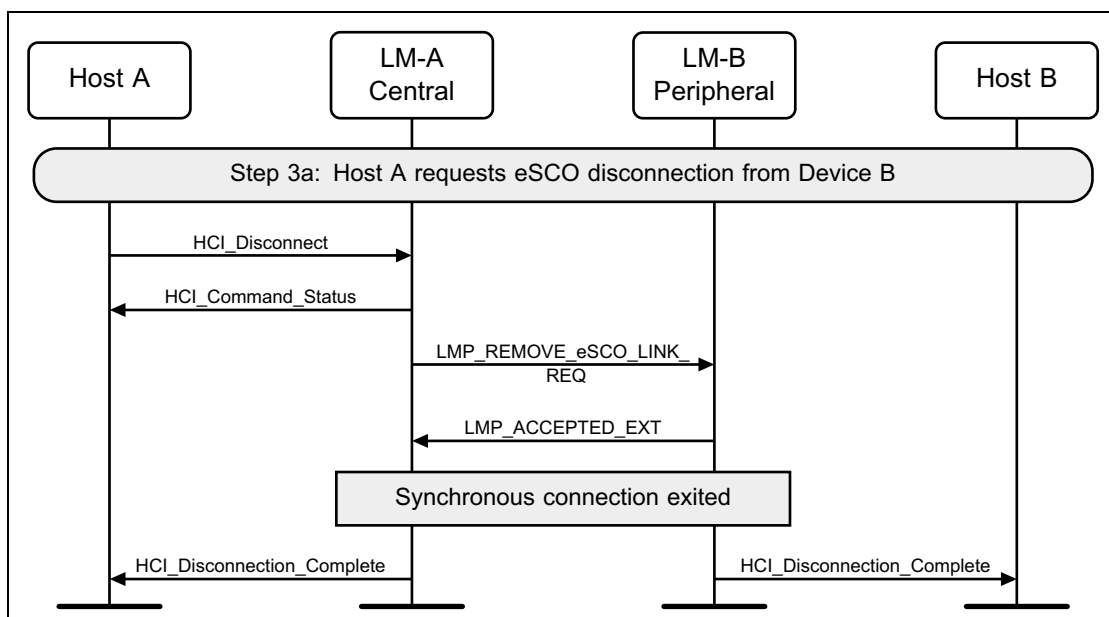 Host A
LM-A
Central
LM-B
Peripheral
Host B
Step 3a: Host A requests eSCO disconnection from Device B
HCI_Disconnect
HCI_Command_Status
LMP_REMOVE_eSCO_LINK_
REQ
LMP_ACCEPTED_EXT
Synchronous connection exited
HCI_Disconnection_Complete
HCI_Disconnection_Complete